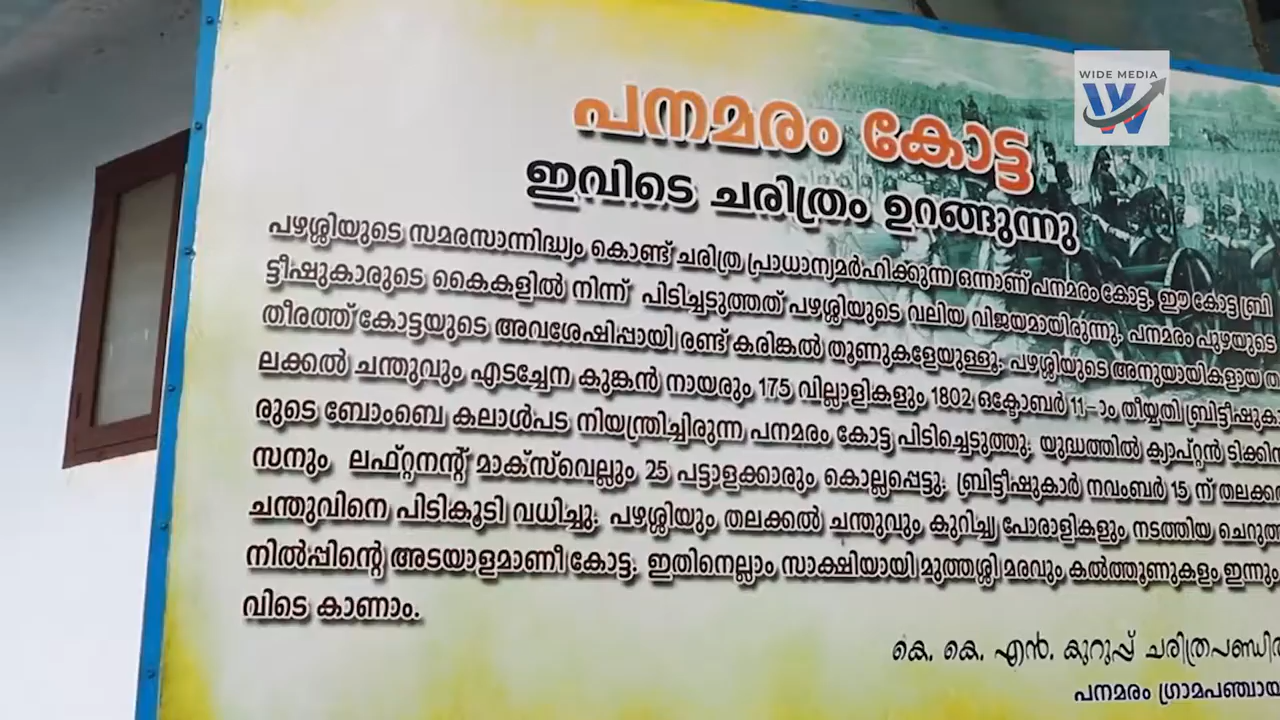 WIDE MEDIA
W
പനമരം കോട്ട
ഇവിടെ ചരിത്രം ഉറങ്ങുന്നു
പഴശ്ശിയുടെ സമരസാന്നിദ്ധ്യം കൊണ്ട് ചരിത്ര പ്രാധാന്യമർഹിക്കുന്ന ഒന്നാണ് പനമരം കോട്ട. ഈ കോട്ട ബ്രി
ട്ടീഷുകാരുടെ കൈകളിൽ നിന്ന് പിടിച്ചടുത്തത് പഴശ്ശിയുടെ വലിയ വിജയമായിരുന്നു. പനമരം പുഴയുടെ
തീരത്ത് കോട്ടയുടെ അവശേഷിപ്പായി രണ്ട് കരിങ്കൽ തൂണുകളേയുള്ളൂ. പഴശ്ശിയുടെ അനുയായികളായ ത
ലക്കൽ ചന്തുവും എടച്ചേന കുങ്കൻ നായരും 175 വില്ലാളികളും 1802 ഒക്ടോബർ 11-ാം തീയ്യതി ബ്രിട്ടീഷുകാ
രുടെ ബോംബെ കലാൾപട നിയന്ത്രിച്ചിരുന്ന പനമരം കോട്ട പിടിച്ചെടുത്തു. യുദ്ധത്തിൽ ക്യാപ്റ്റൻ ടിക്കിൻ
സനും ലഫ്റ്റനന്റ് മാക്സ്‌വെല്ലും 25 പട്ടാളക്കാരും കൊല്ലപ്പെട്ടു. ബ്രിട്ടീഷുകാർ നവംബർ 15 ന് തലക്കൽ
ചന്തുവിനെ പിടികൂടി വധിച്ചു. പഴശ്ശിയും തലക്കൽ ചന്തുവും കുറിച്യ പോരാളികളും നടത്തിയ ചെറുത്ത
നിൽപ്പിന്റെ അടയാളമാണീ കോട്ട. ഇതിനെല്ലാം സാക്ഷിയായി മുത്തശ്ശി മരവും കൽത്തൂണുകളം ഇന്നും
വിടെ കാണാം.
കെ. കെ. എൻ. കുറുപ്പ് ചരിത്രപണ്ഡി
പനമരം ഗ്രാമപഞ്ചായ